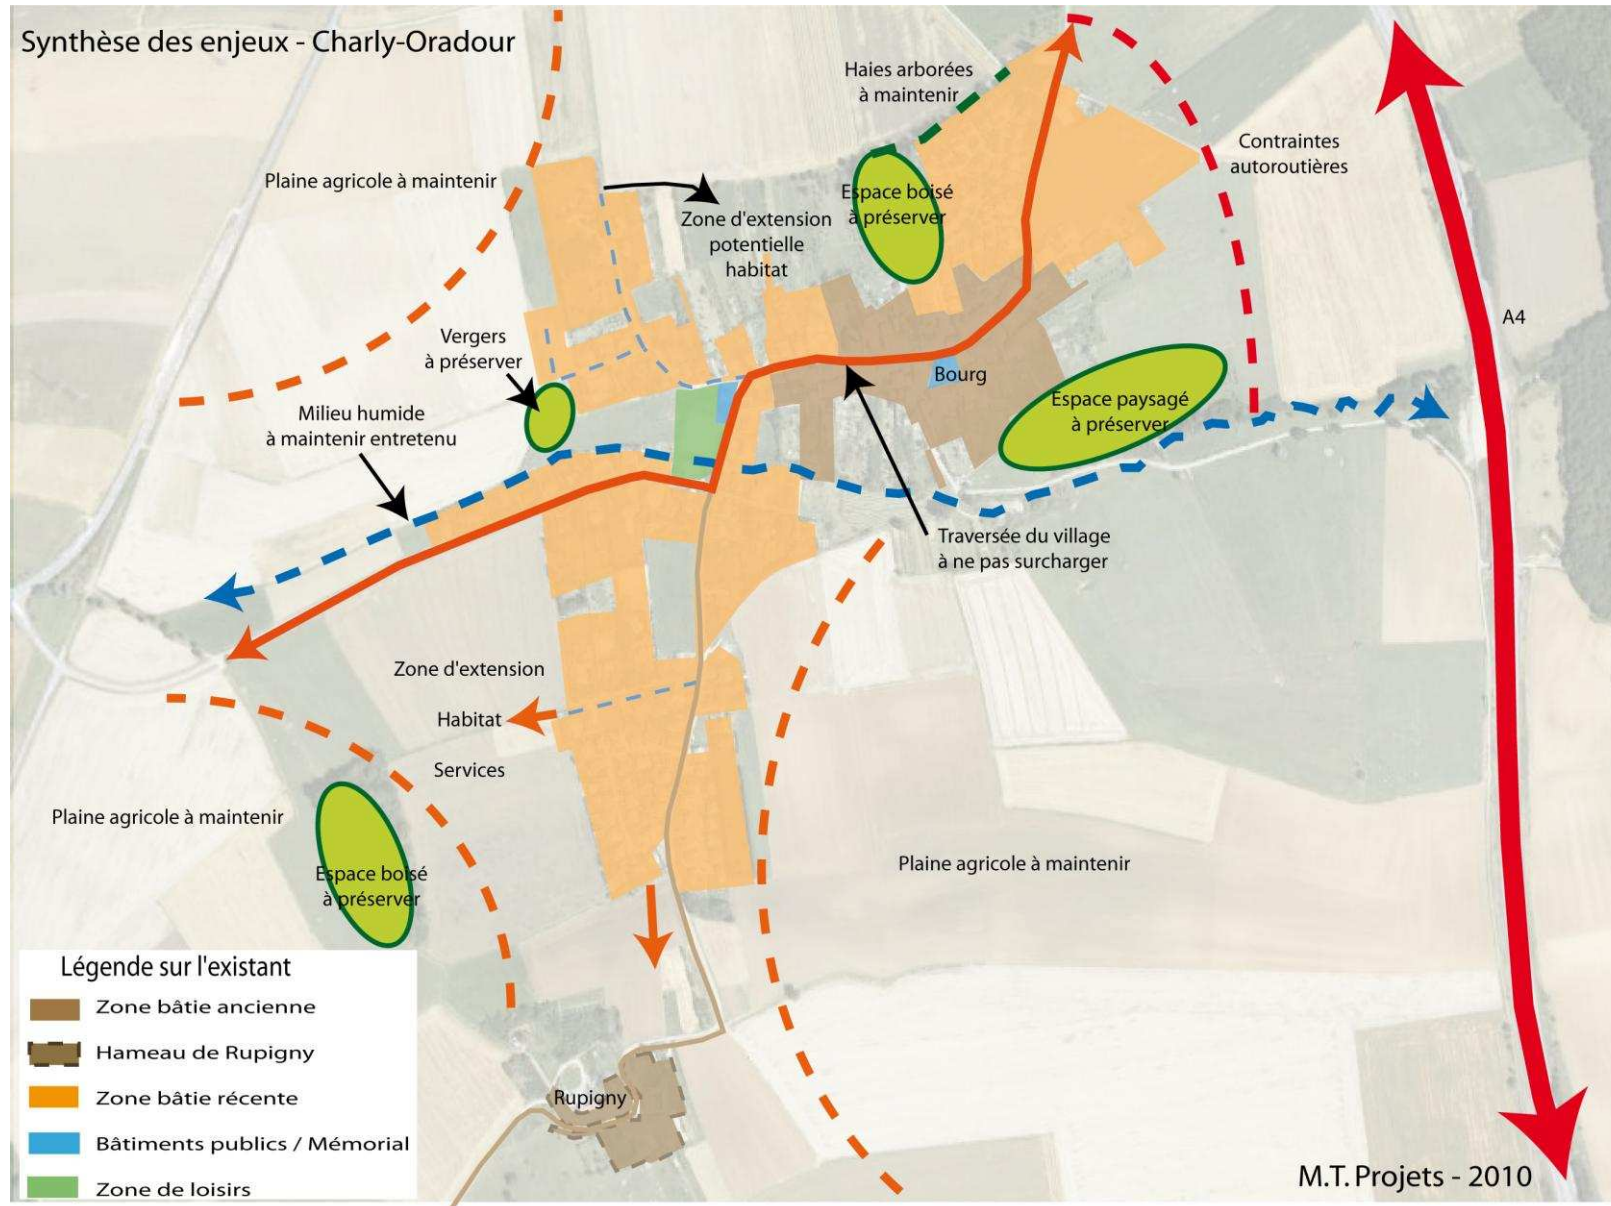 Synthèse des enjeux - Charly-Oradour
Haies arborées
à maintenir
Contraintes
autoroutières
Plaine agricole à maintenir
Espace boisé
à préserver
Zone d'extension
potentielle
habitat
A4
Vergers
à préserver
Bourg
Milieu humide
à maintenir entretenu
Espace paysagé
à préserver
Traversée du village
à ne pas surcharger
Zone d'extension
Habitat
Services
Plaine agricole à maintenir
Espace boisé
à préserver
Plaine agricole à maintenir
Rupigny
Légende sur l'existant
Zone bâtie ancienne
Hameau de Rupigny
Zone bâtie récente
Bâtiments publics / Mémorial
Zone de loisirs
M.T. Projets - 2010